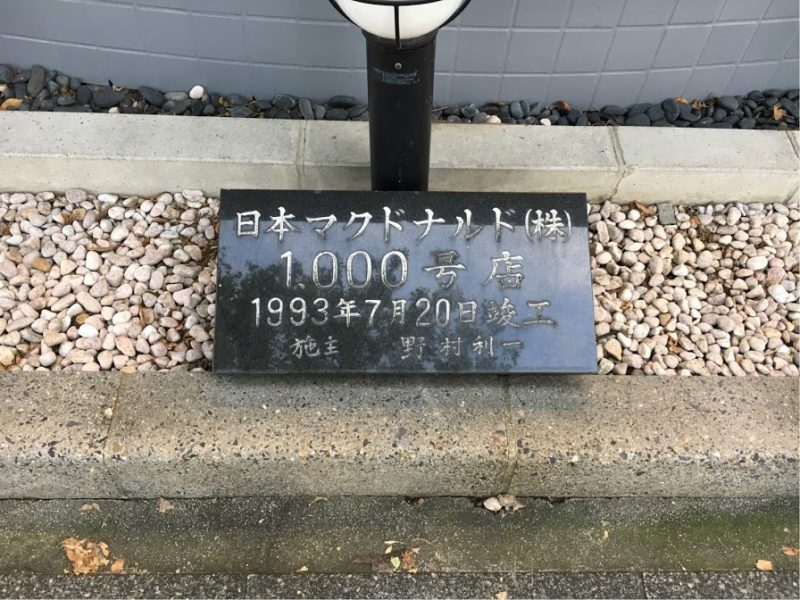 日本マクドナルド(株)
1000号店
1993年7月20日竣工
施主 野村利一